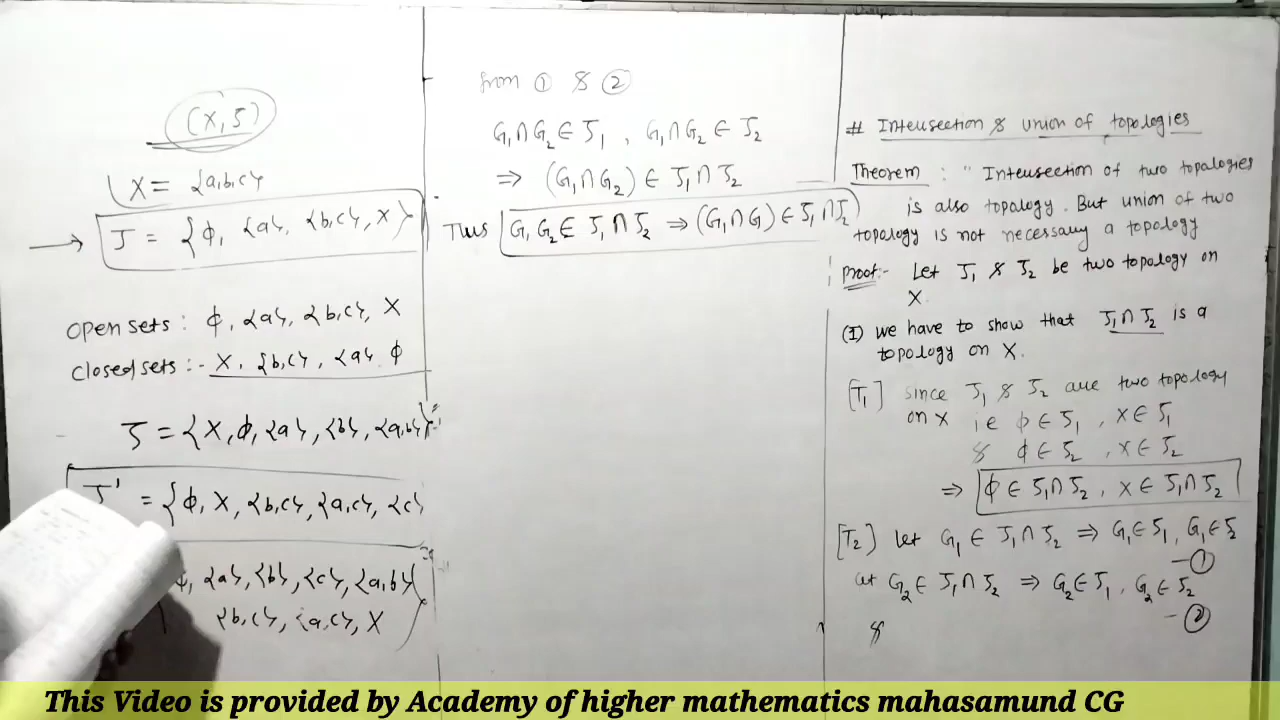 (X, ℑ)
X = {a,b,c}
→ J = {ϕ, {a}, {b,c}, X}
open sets : ϕ, {a}, {b,c}, X
closed sets :- X, {b,c}, {a} ϕ
ℑ = {X, ϕ, {a}, {b}, {a,b}}
J' = {ϕ, X, {b,c}, {a,c}, {c}
ϕ, {a}, {b}, {c}, {a,b}
{b,c}, {a,c}, X
from ① & ②
G₁∩G₂ ∈ J₁ , G₁∩G₂ ∈ J₂
⇒ (G₁∩G₂) ∈ J₁∩J₂
Thus G₁ G₂ ∈ J₁∩J₂ ⇒ (G₁∩G) ∈ J₁∩J₂
# Intersection & union of topologies
Theorem : " Intersection of two topalogies
is also topology. But union of two
topology is not necessary a topology
Proof:- Let J₁ & J₂ be two topology on
X.
(I) we have to show that J₁∩J₂ is a
topology on X.
[T₁] since J₁ & J₂ are two topology
on X ie ϕ ∈ J₁ , X ∈ J₁
& ϕ ∈ J₂ , X ∈ J₂
⇒ ϕ ∈ J₁∩J₂ , X ∈ J₁∩J₂
[T₂] let G₁ ∈ J₁∩J₂ ⇒ G₁ ∈ J₁, G₁ ∈ J₂
-①
let G₂ ∈ J₁∩J₂ ⇒ G₂ ∈ J₁, G₂ ∈ J₂
-②
&
This Video is provided by Academy of higher mathematics mahasamund CG